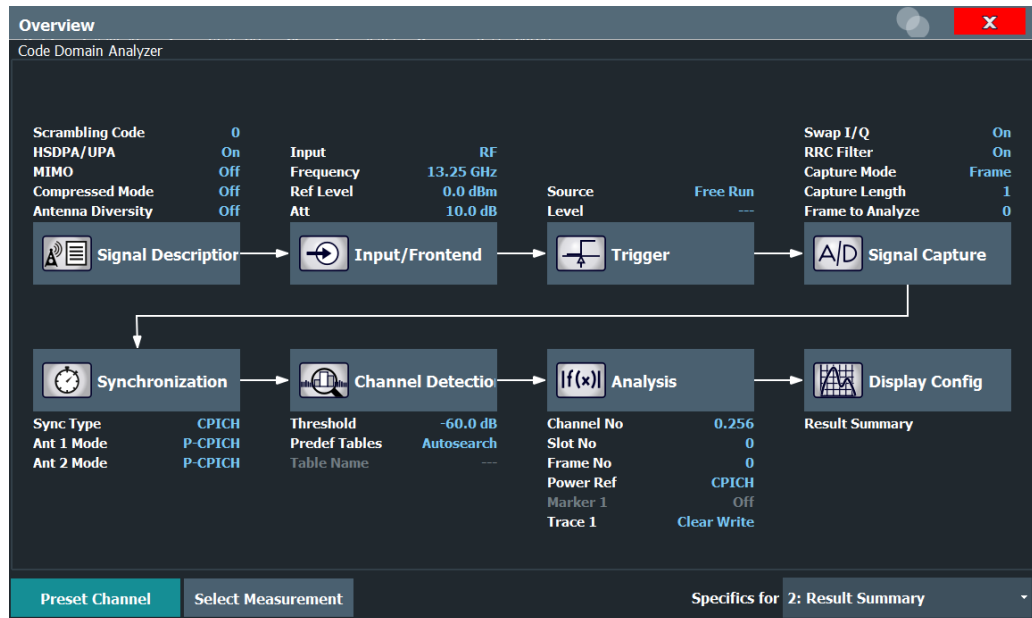 Overview
X
Code Domain Analyzer
Scrambling Code 0
HSDPA/UPA On
MIMO Off
Compressed Mode Off
Antenna Diversity Off
Input RF
Frequency 13.25 GHz
Ref Level 0.0 dBm
Att 10.0 dB
Source Free Run
Level ---
Swap I/Q On
RRC Filter On
Capture Mode Frame
Capture Length 1
Frame to Analyze 0
Signal Description
Input/Frontend
Trigger
A/D Signal Capture
Synchronization
Channel Detectio
If(x)I Analysis
Display Config
Sync Type CPICH
Ant 1 Mode P-CPICH
Ant 2 Mode P-CPICH
Threshold -60.0 dB
Predef Tables Autosearch
Table Name ---
Channel No 0.256
Slot No 0
Frame No 0
Power Ref CPICH
Marker 1 Off
Trace 1 Clear Write
Result Summary
Preset Channel
Select Measurement
Specifics for 2: Result Summary